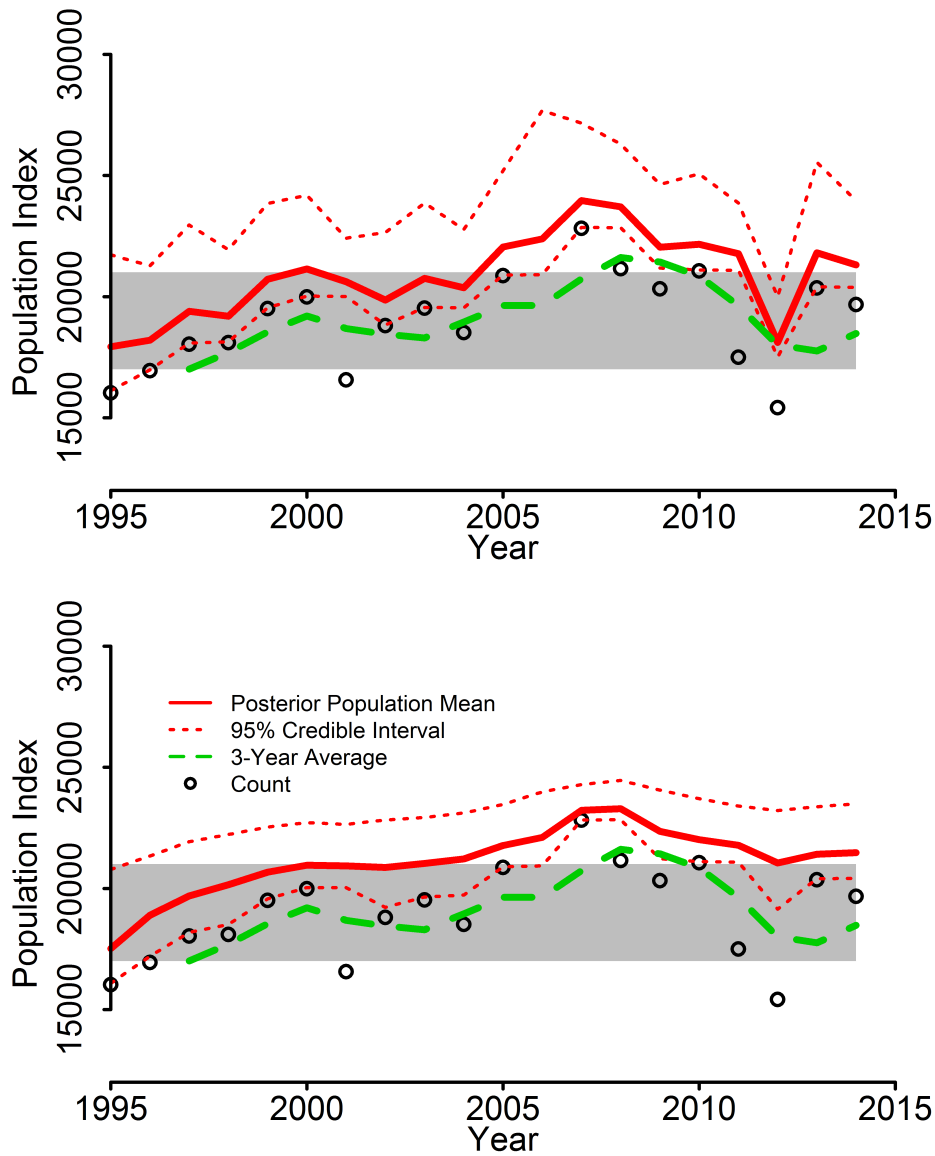 30000
25000
20000
15000
Population Index
1995 2000 2005 2010 2015
Year
30000
25000
20000
15000
Population Index
Posterior Population Mean
95% Credible Interval
3-Year Average
Count
1995 2000 2005 2010 2015
Year